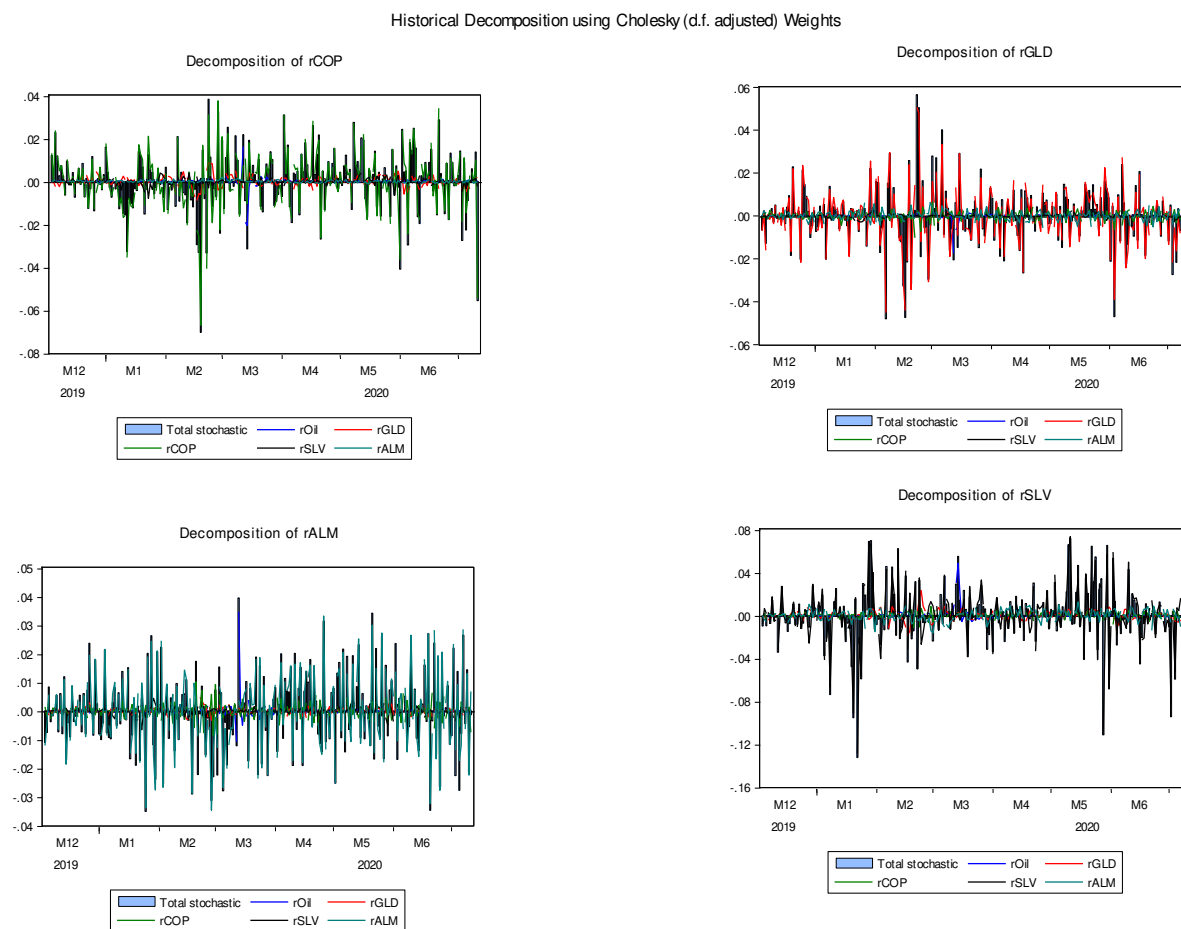 Historical Decomposition using Cholesky (d.f. adjusted) Weights
Decomposition of rCOP
.04
.02
.00
-.02
-.04
-.06
-.08
M12 M1 M2 M3 M4 M5 M6
2019 2020
Total stochastic rOil rGLD
rCOP rSLV rALM
Decomposition of rGLD
.06
.04
.02
.00
-.02
-.04
-.06
M12 M1 M2 M3 M4 M5 M6
2019 2020
Total stochastic rOil rGLD
rCOP rSLV rALM
Decomposition of rALM
.05
.04
.03
.02
.01
.00
-.01
-.02
-.03
-.04
M12 M1 M2 M3 M4 M5 M6
2019 2020
Total stochastic rOil rGLD
rCOP rSLV rALM
Decomposition of rSLV
.08
.04
.00
-.04
-.08
-.12
-.16
M12 M1 M2 M3 M4 M5 M6
2019 2020
Total stochastic rOil rGLD
rCOP rSLV rALM